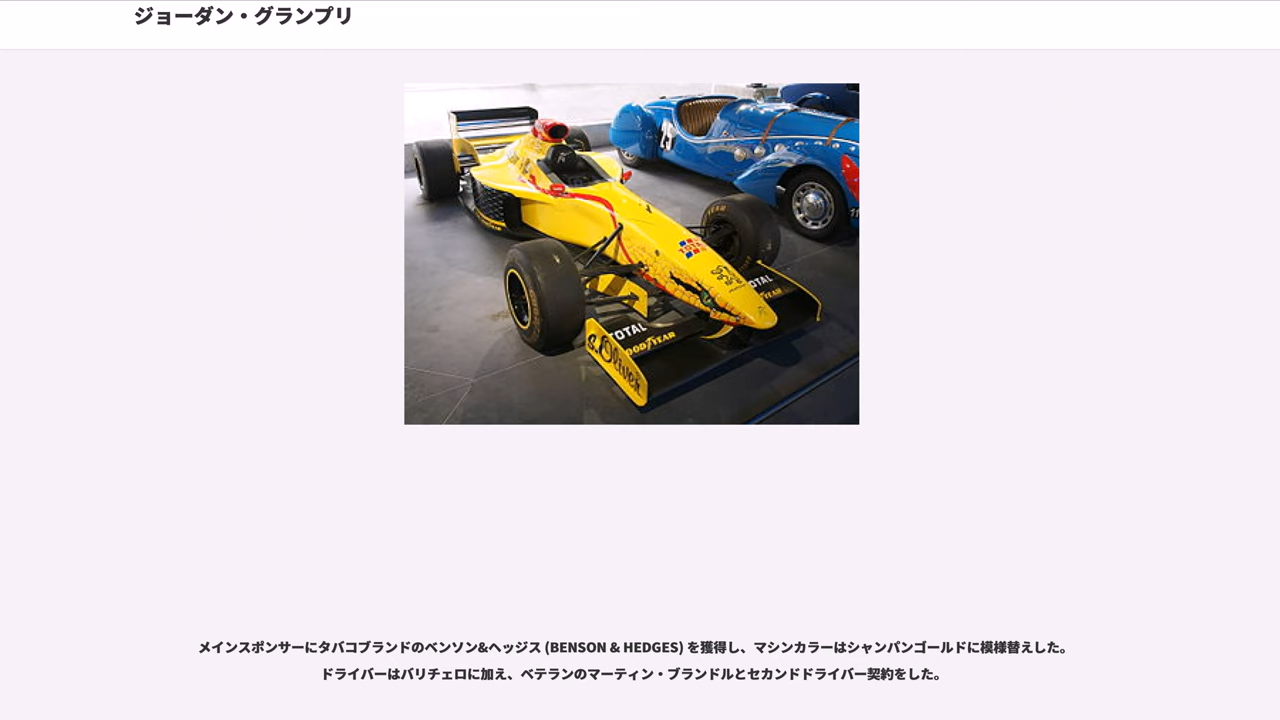 ジョーダン・グランプリ
25
TOTAL
TOTAL
GOODYEAR
s.Oliver
メインスポンサーにタバコブランドのベンソン&ヘッジス (BENSON & HEDGES) を獲得し、マシンカラーはシャンパンゴールドに模様替えした。
ドライバーはバリチェロに加え、ベテランのマーティン・ブランドルとセカンドドライバー契約をした。